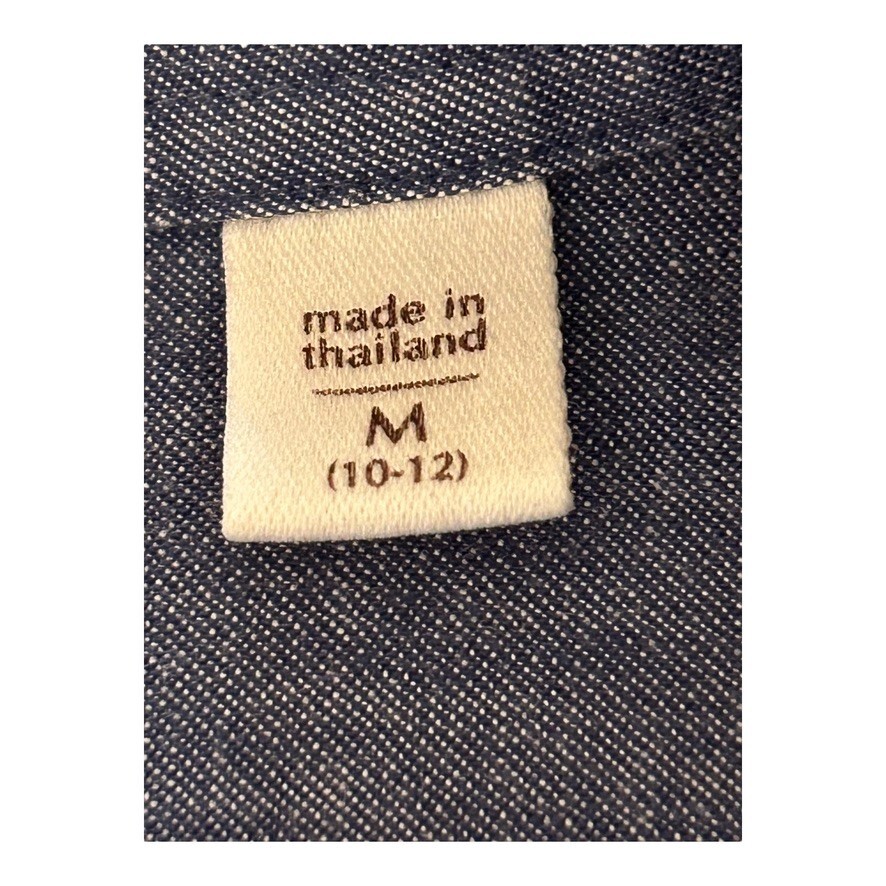 made in
thailand
M
(10-12)